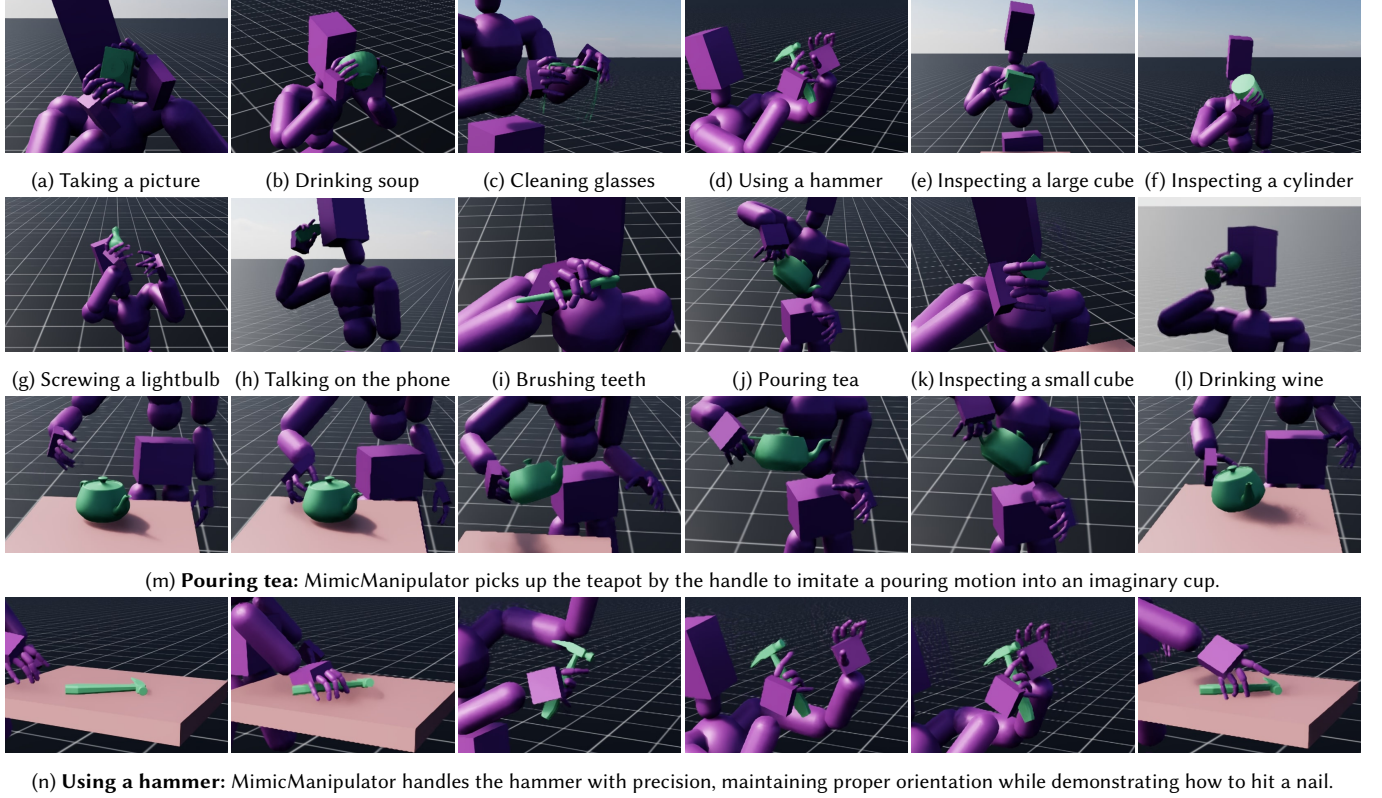 (a) Taking a picture
(b) Drinking soup
(c) Cleaning glasses
(d) Using a hammer
(e) Inspecting a large cube
(f) Inspecting a cylinder
(g) Screwing a lightbulb
(h) Talking on the phone
(i) Brushing teeth
(j) Pouring tea
(k) Inspecting a small cube
(l) Drinking wine
(m) Pouring tea: MimicManipulator picks up the teapot by the handle to imitate a pouring motion into an imaginary cup.
(n) Using a hammer: MimicManipulator handles the hammer with precision, maintaining proper orientation while demonstrating how to hit a nail.